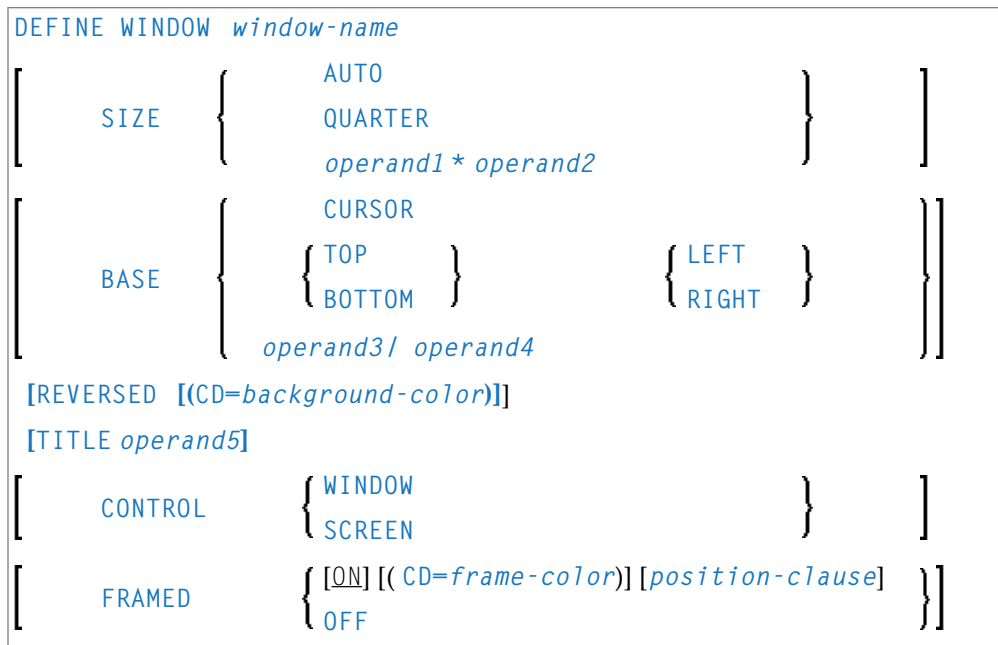 DEFINE WINDOW window-name
AUTO
SIZE QUARTER
operand1 * operand2
CURSOR
TOP LEFT
BASE
BOTTOM RIGHT
operand3/ operand4
[REVERSED [(CD=background-color)]]
[TITLE operand5]
WINDOW
CONTROL
SCREEN
[ON] [( CD=frame-color)] [position-clause]
FRAMED
OFF